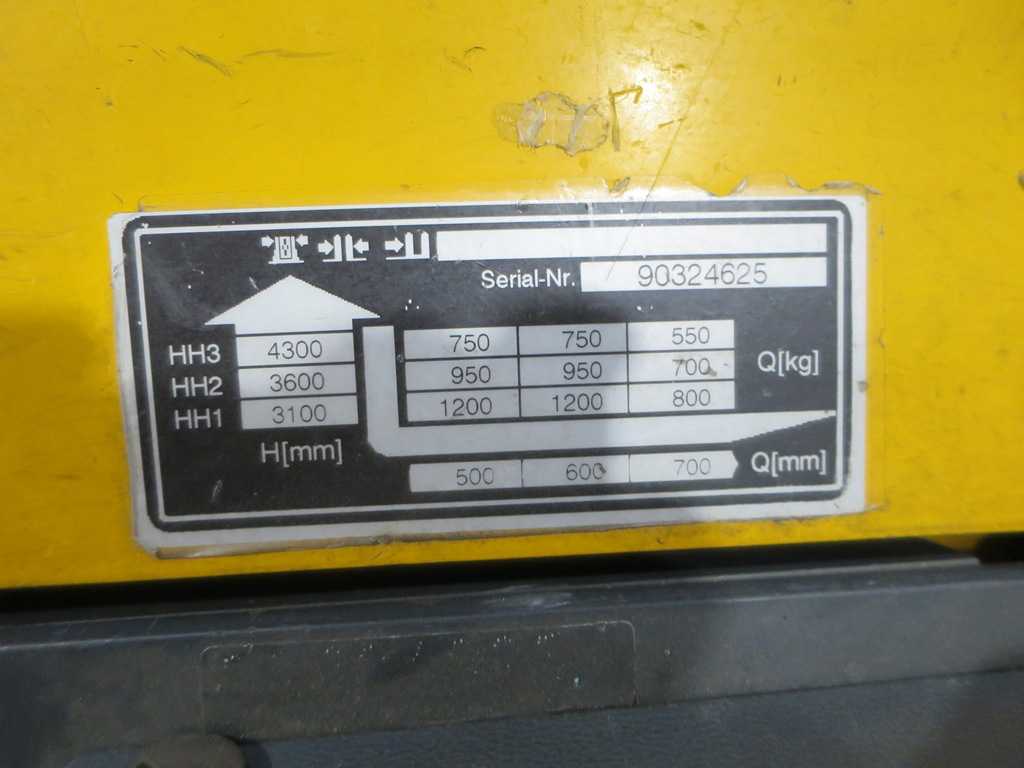 Serial-Nr. 90324625
HH3 4300 750 750 550
HH2 3600 950 950 700 Q[kg]
HH1 3100 1200 1200 800
H[mm]
500 600 700 Q[mm]